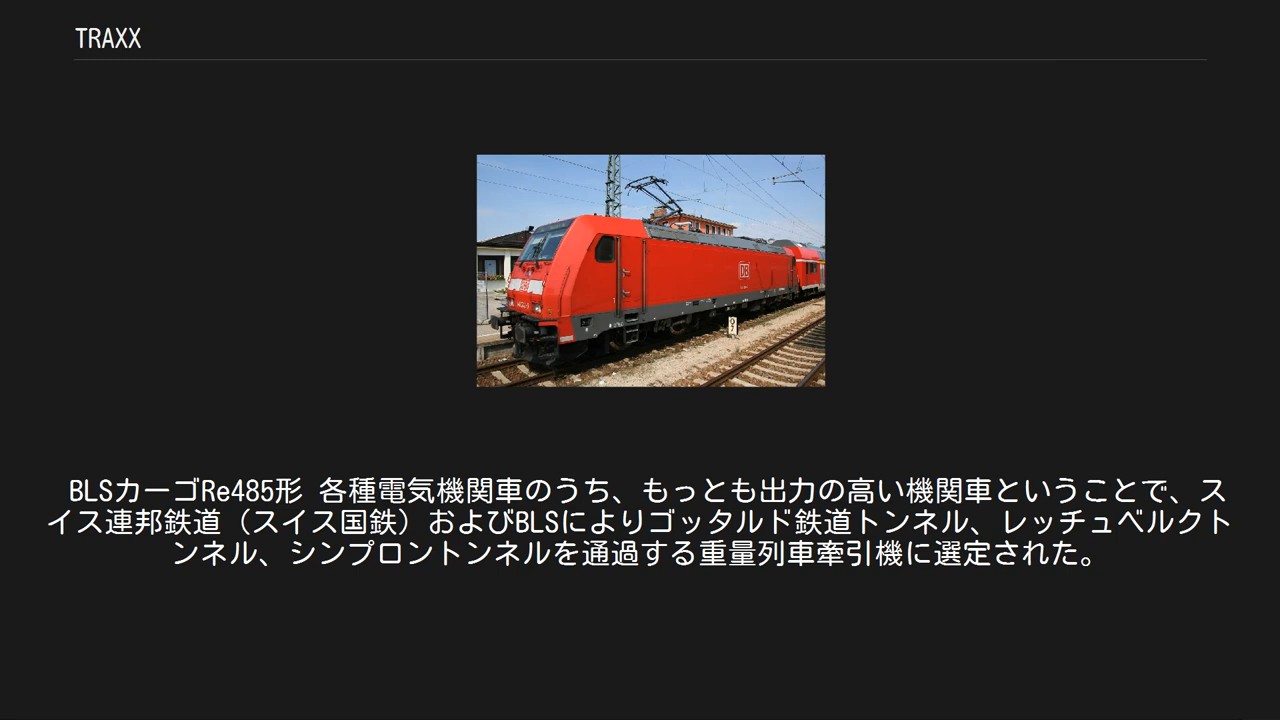 TRAXX
DB
BLSカーゴRe485形 各種電気機関車のうち、もっとも出力の高い機関車ということで、ス
イス連邦鉄道（スイス国鉄）およびBLSによりゴッタルド鉄道トンネル、レッチュベルクト
ンネル、シンプロントンネルを通過する重量列車牽引機に選定された。